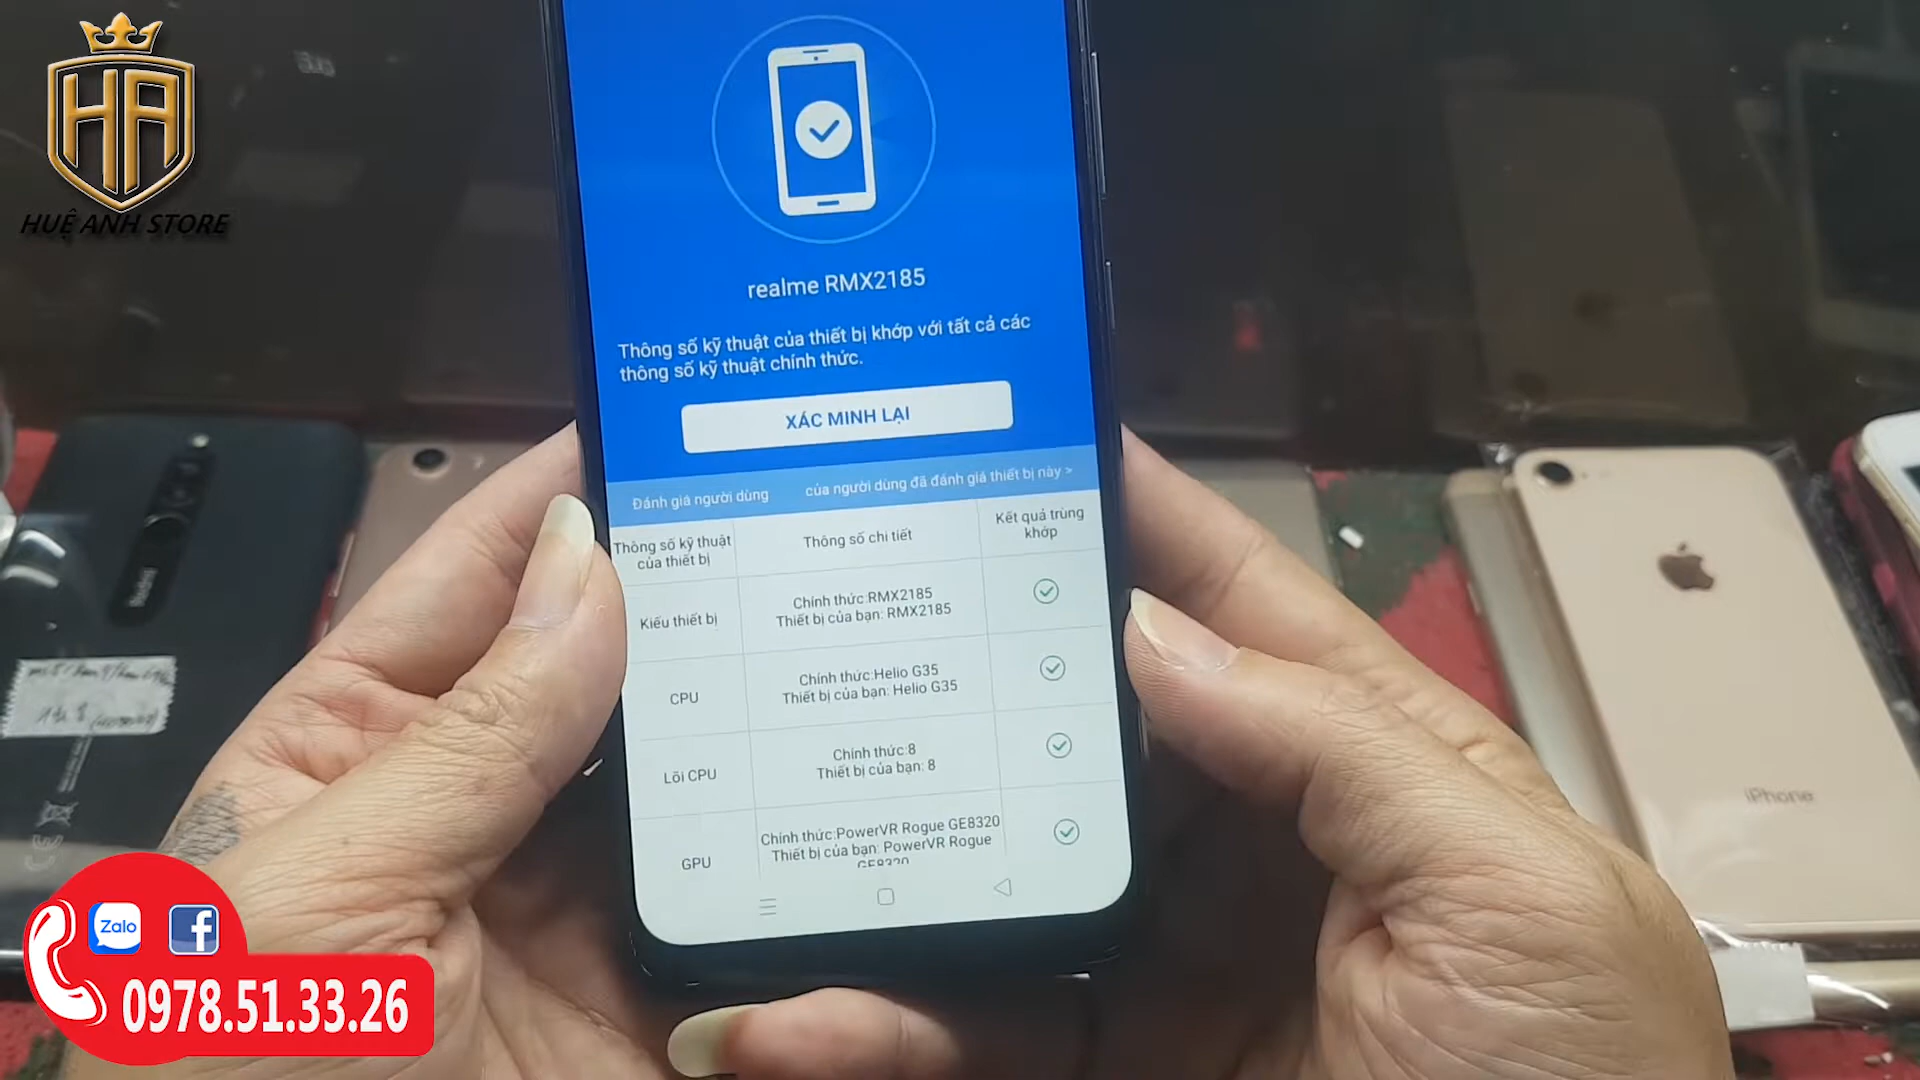 HA
HUỆ ANH STORE
realme RMX2185
Thông số kỹ thuật của thiết bị khớp với tất cả các
thông số kỹ thuật chính thức.
XÁC MINH LẠI
Đánh giá người dùng
của người dùng đã đánh giá thiết bị này >
Thông số kỹ thuật
của thiết bị
Thông số chi tiết
Kết quả trùng
khớp
Kiểu thiết bị
Chính thức:RMX2185
Thiết bị của bạn: RMX2185
CPU
Chính thức:Helio G35
Thiết bị của bạn: Helio G35
Lõi CPU
Chính thức:8
Thiết bị của bạn: 8
GPU
Chính thức:PowerVR Rogue GE8320
Thiết bị của bạn: PowerVR Rogue
GE8320
Redmi
iPhone
Zalo
f
0978.51.33.26